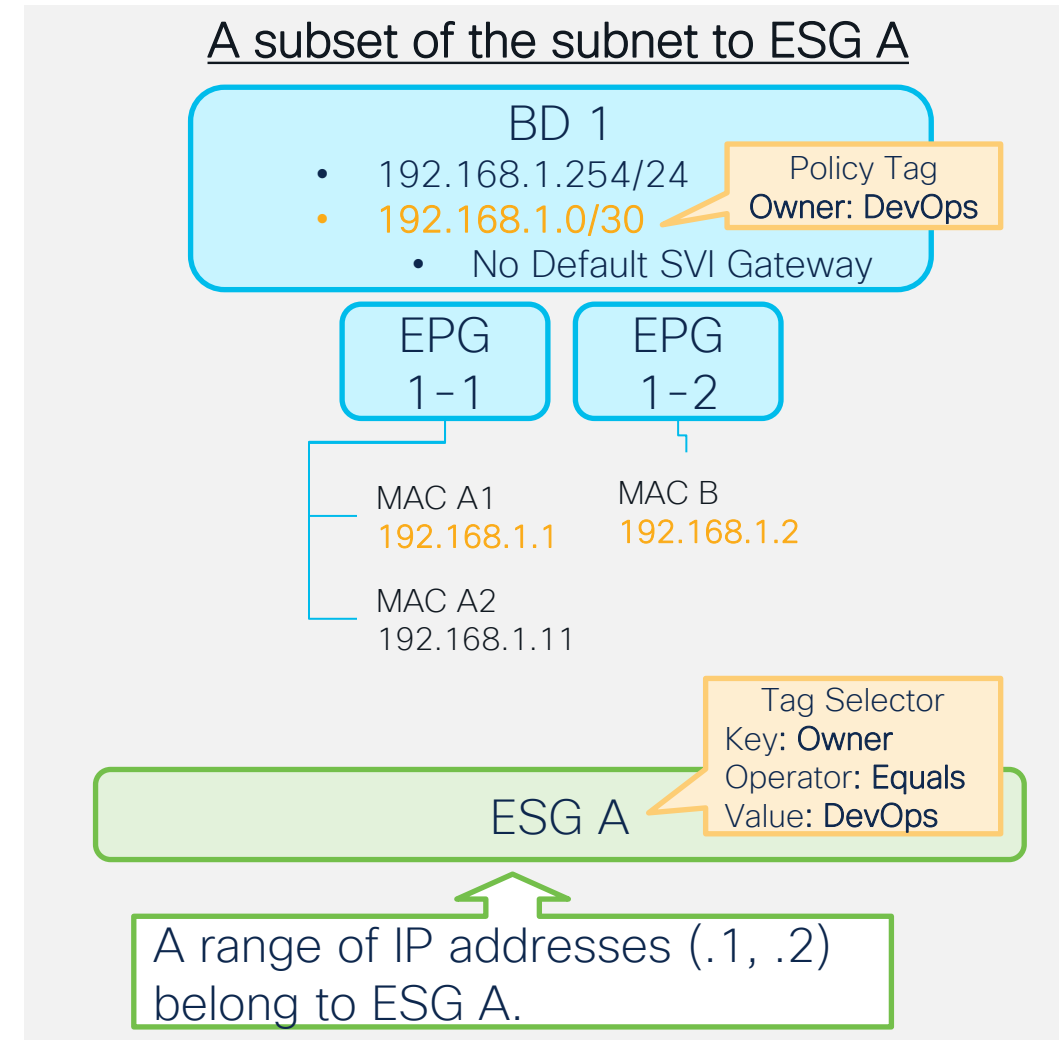 A subset of the subnet to ESG A
BD 1
• 192.168.1.254/24
• 192.168.1.0/30
• No Default SVI Gateway
Policy Tag
Owner: DevOps
EPG
1-1
EPG
1-2
MAC A1
192.168.1.1
MAC B
192.168.1.2
MAC A2
192.168.1.11
Tag Selector
Key: Owner
Operator: Equals
Value: DevOps
ESG A
A range of IP addresses (.1, .2)
belong to ESG A.